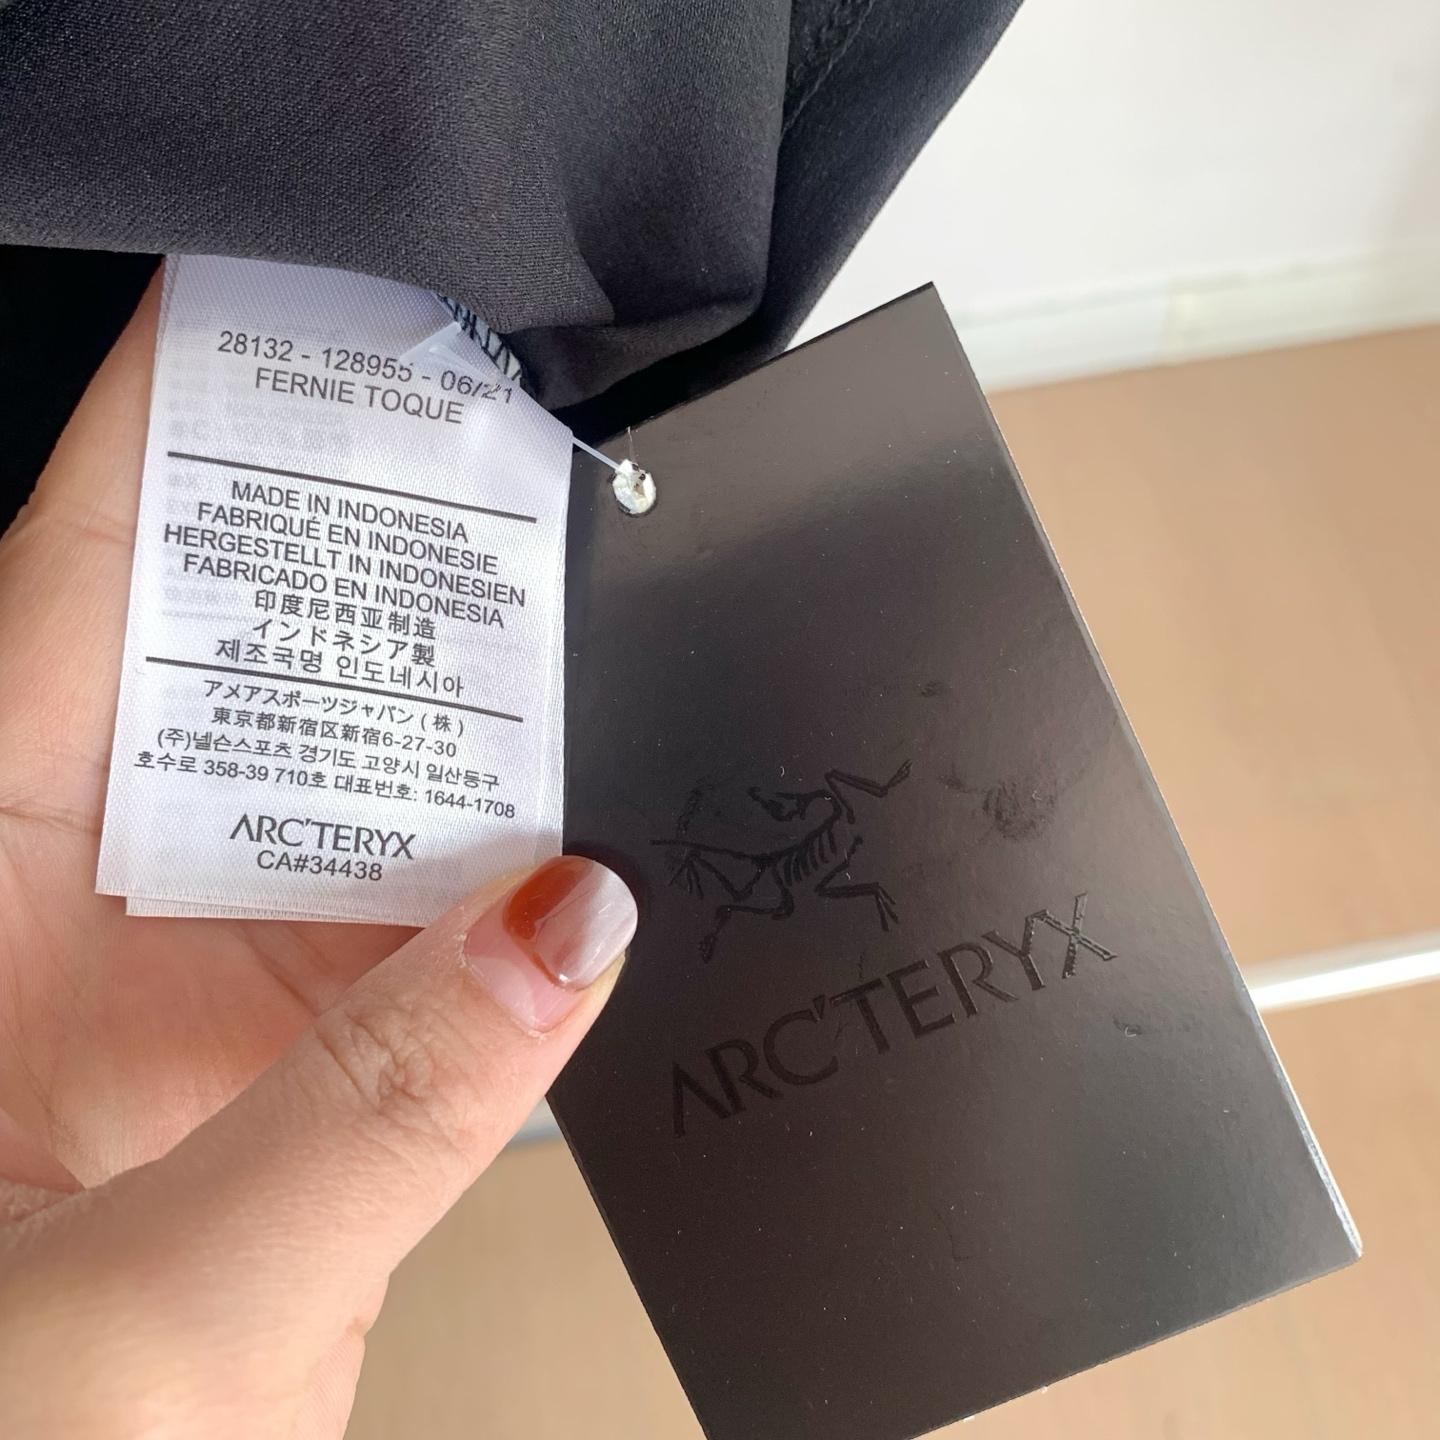 28132 - 128955 - 06/21
FERNIE TOQUE
MADE IN INDONESIA
FABRIQUÉ EN INDONESIE
HERGESTELLT IN INDONESIEN
FABRICADO EN INDONESIA
印度尼西亚制造
インドネシア製
제조국명 인도네시아
アメアスポーツジャパン(株)
東京都新宿区新宿6-27-30
(주)넬슨스포츠 경기도 고양시 일산동구
호수로 358-39 710호 대표번호: 1644-1708
ARC'TERYX
CA#34438
ARC'TERYX